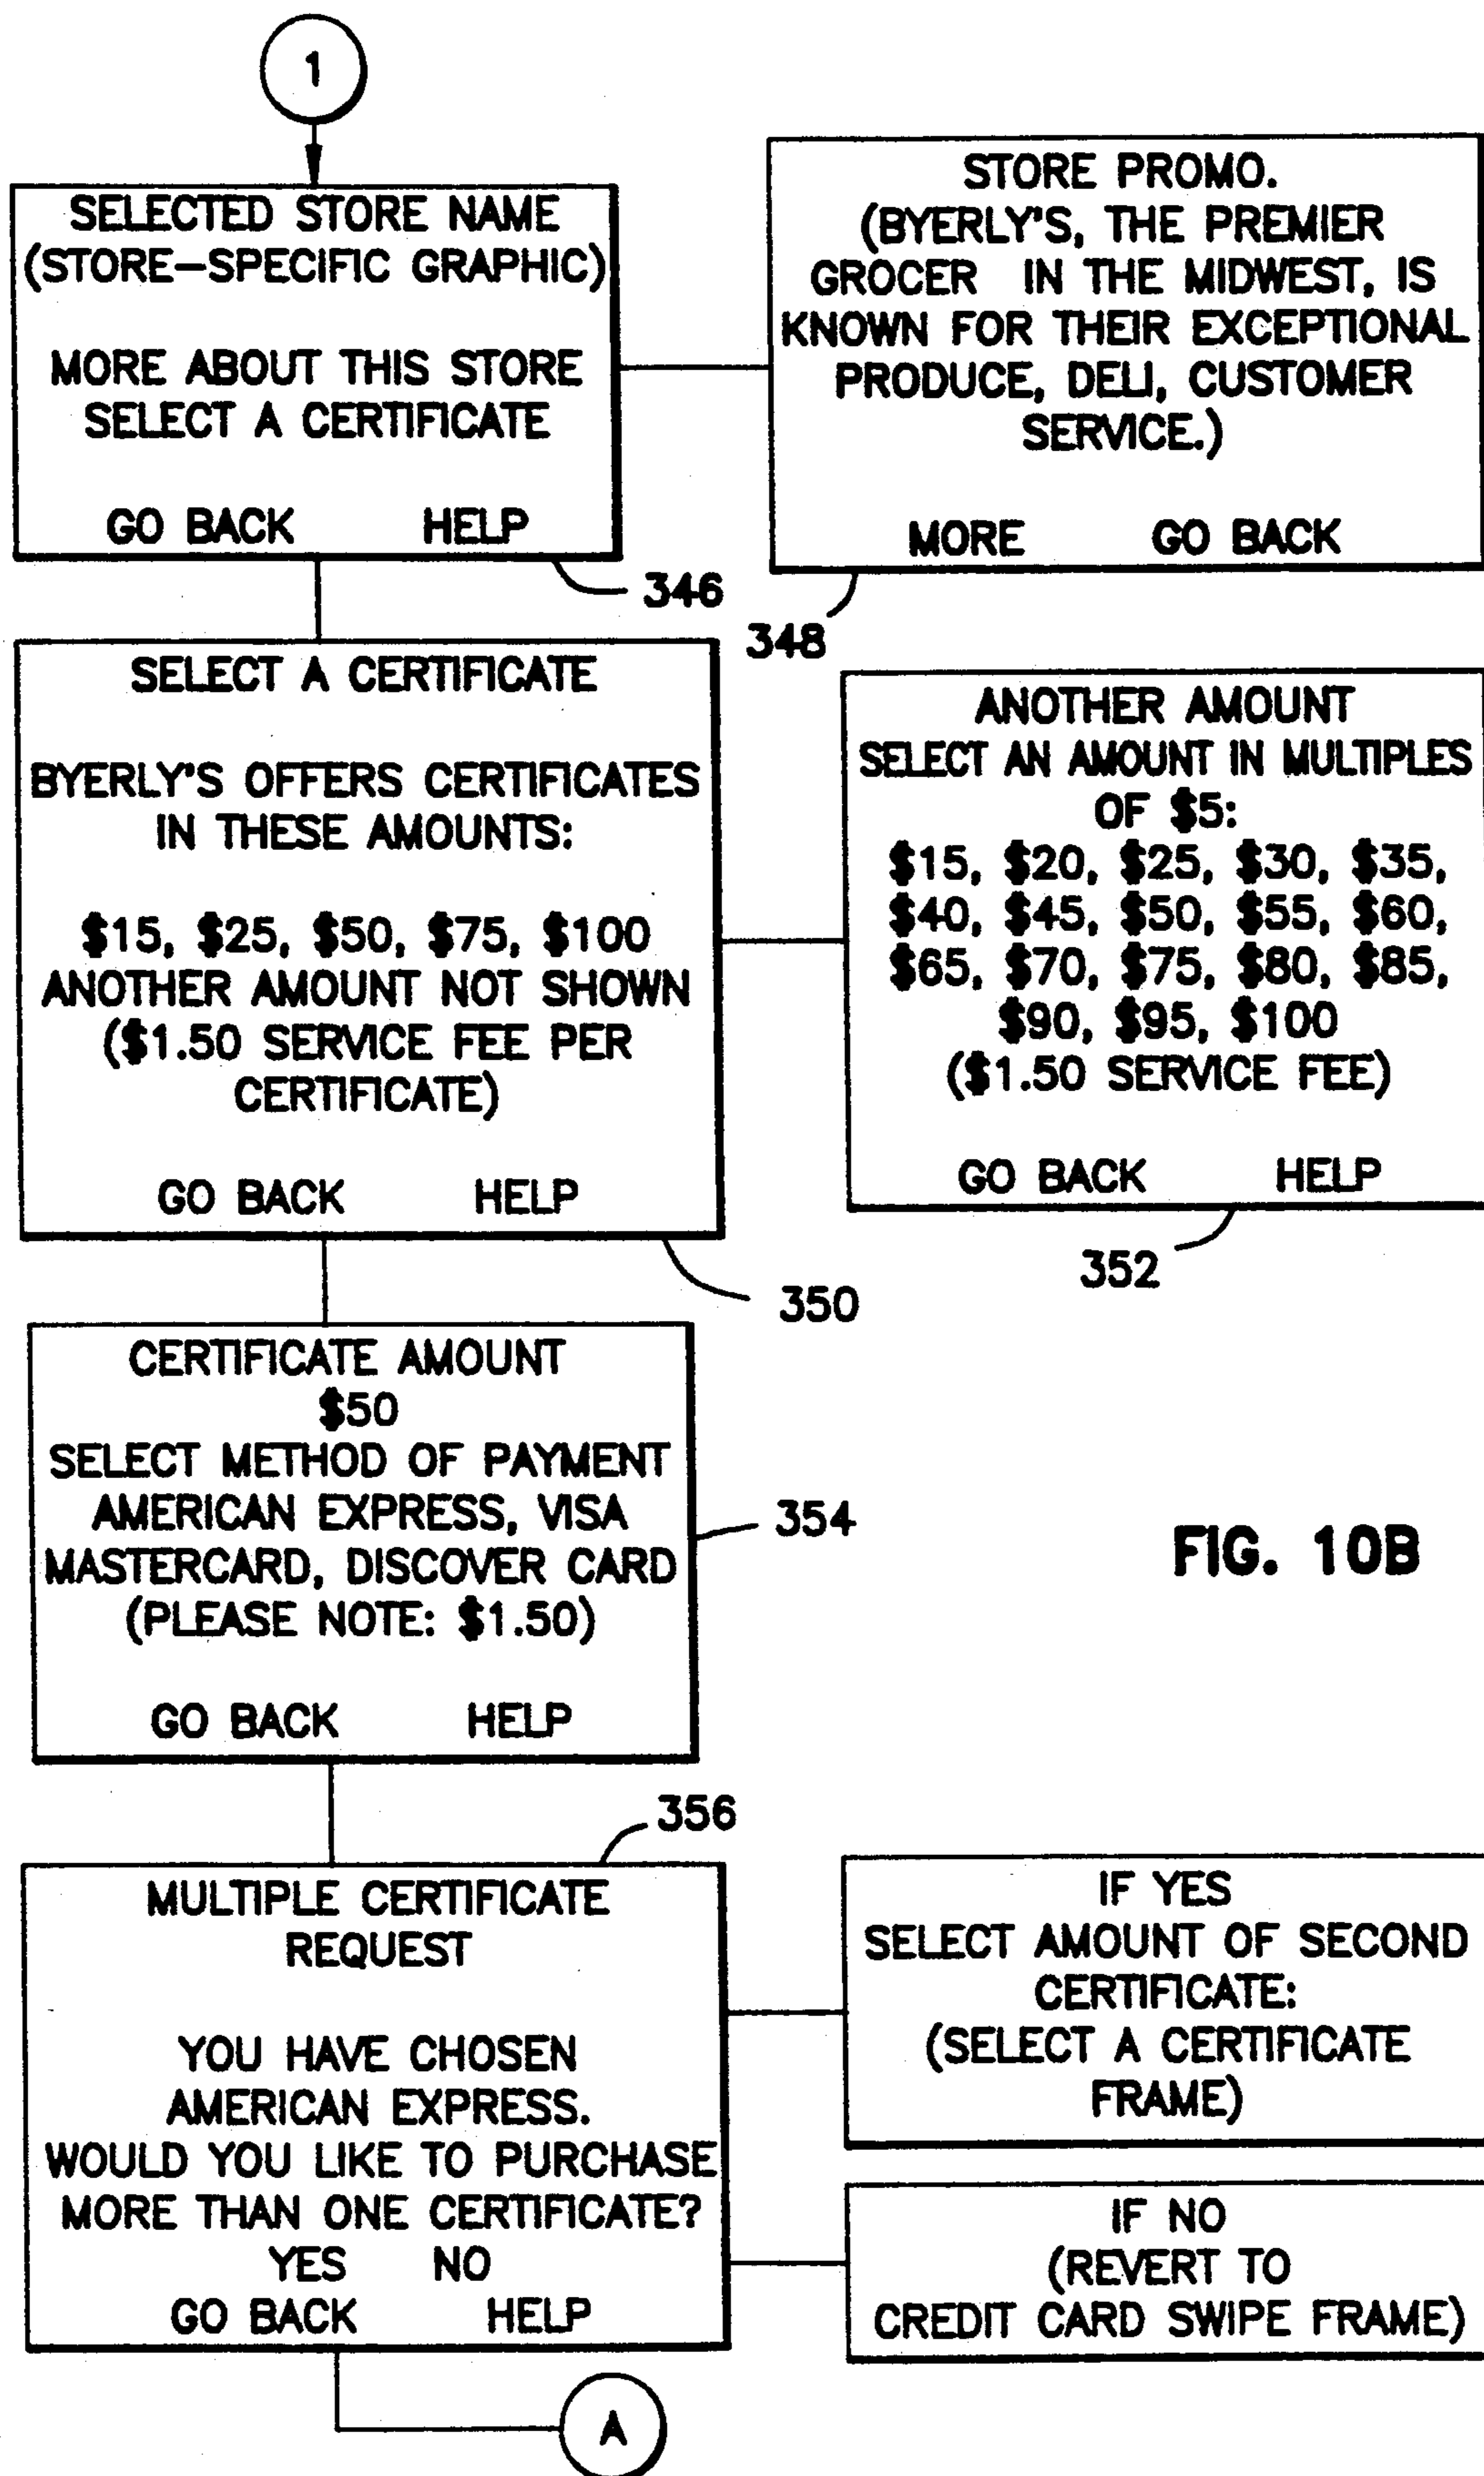 1
SELECTED STORE NAME
(STORE-SPECIFIC GRAPHIC)
MORE ABOUT THIS STORE
SELECT A CERTIFICATE
GO BACK HELP
346
STORE PROMO.
(BYERLY'S, THE PREMIER
GROCER IN THE MIDWEST, IS
KNOWN FOR THEIR EXCEPTIONAL
PRODUCE, DELI, CUSTOMER
SERVICE.)
MORE GO BACK
348
SELECT A CERTIFICATE
BYERLY'S OFFERS CERTIFICATES
IN THESE AMOUNTS:
$15, $25, $50, $75, $100
ANOTHER AMOUNT NOT SHOWN
($1.50 SERVICE FEE PER
CERTIFICATE)
GO BACK HELP
350
ANOTHER AMOUNT
SELECT AN AMOUNT IN MULTIPLES
OF $5:
$15, $20, $25, $30, $35,
$40, $45, $50, $55, $60,
$65, $70, $75, $80, $85,
$90, $95, $100
($1.50 SERVICE FEE)
GO BACK HELP
352
CERTIFICATE AMOUNT
$50
SELECT METHOD OF PAYMENT
AMERICAN EXPRESS, VISA
MASTERCARD, DISCOVER CARD
(PLEASE NOTE: $1.50)
GO BACK HELP
354
FIG. 10B
356
MULTIPLE CERTIFICATE
REQUEST
YOU HAVE CHOSEN
AMERICAN EXPRESS.
WOULD YOU LIKE TO PURCHASE
MORE THAN ONE CERTIFICATE?
YES NO
GO BACK HELP
IF YES
SELECT AMOUNT OF SECOND
CERTIFICATE:
(SELECT A CERTIFICATE
FRAME)
IF NO
(REVERT TO
CREDIT CARD SWIPE FRAME)
A